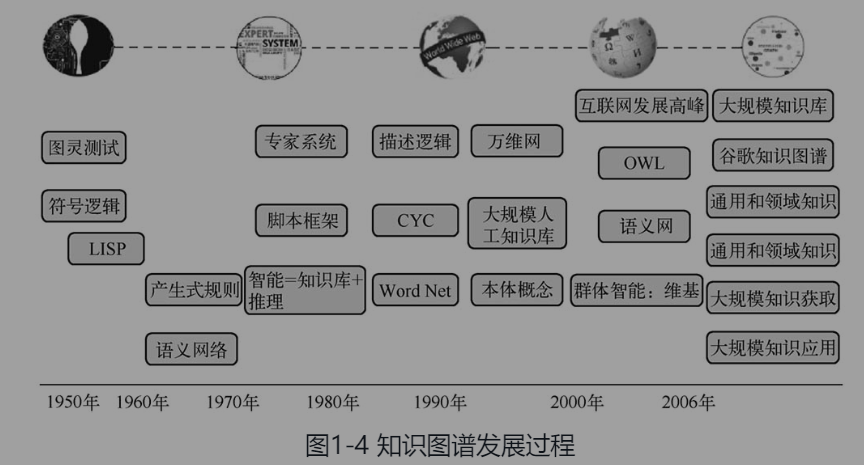 EXPERT
SYSTEM
World Wide Web
图灵测试
符号逻辑
LISP
产生式规则
语义网络
专家系统
脚本框架
智能=知识库+
推理
描述逻辑
CYC
Word Net
万维网
大规模人
工知识库
本体概念
互联网发展高峰
OWL
语义网
群体智能：维基
大规模知识库
谷歌知识图谱
通用和领域知识
通用和领域知识
大规模知识获取
大规模知识应用
1950年 1960年 1970年 1980年 1990年 2000年 2006年
图1-4 知识图谱发展过程